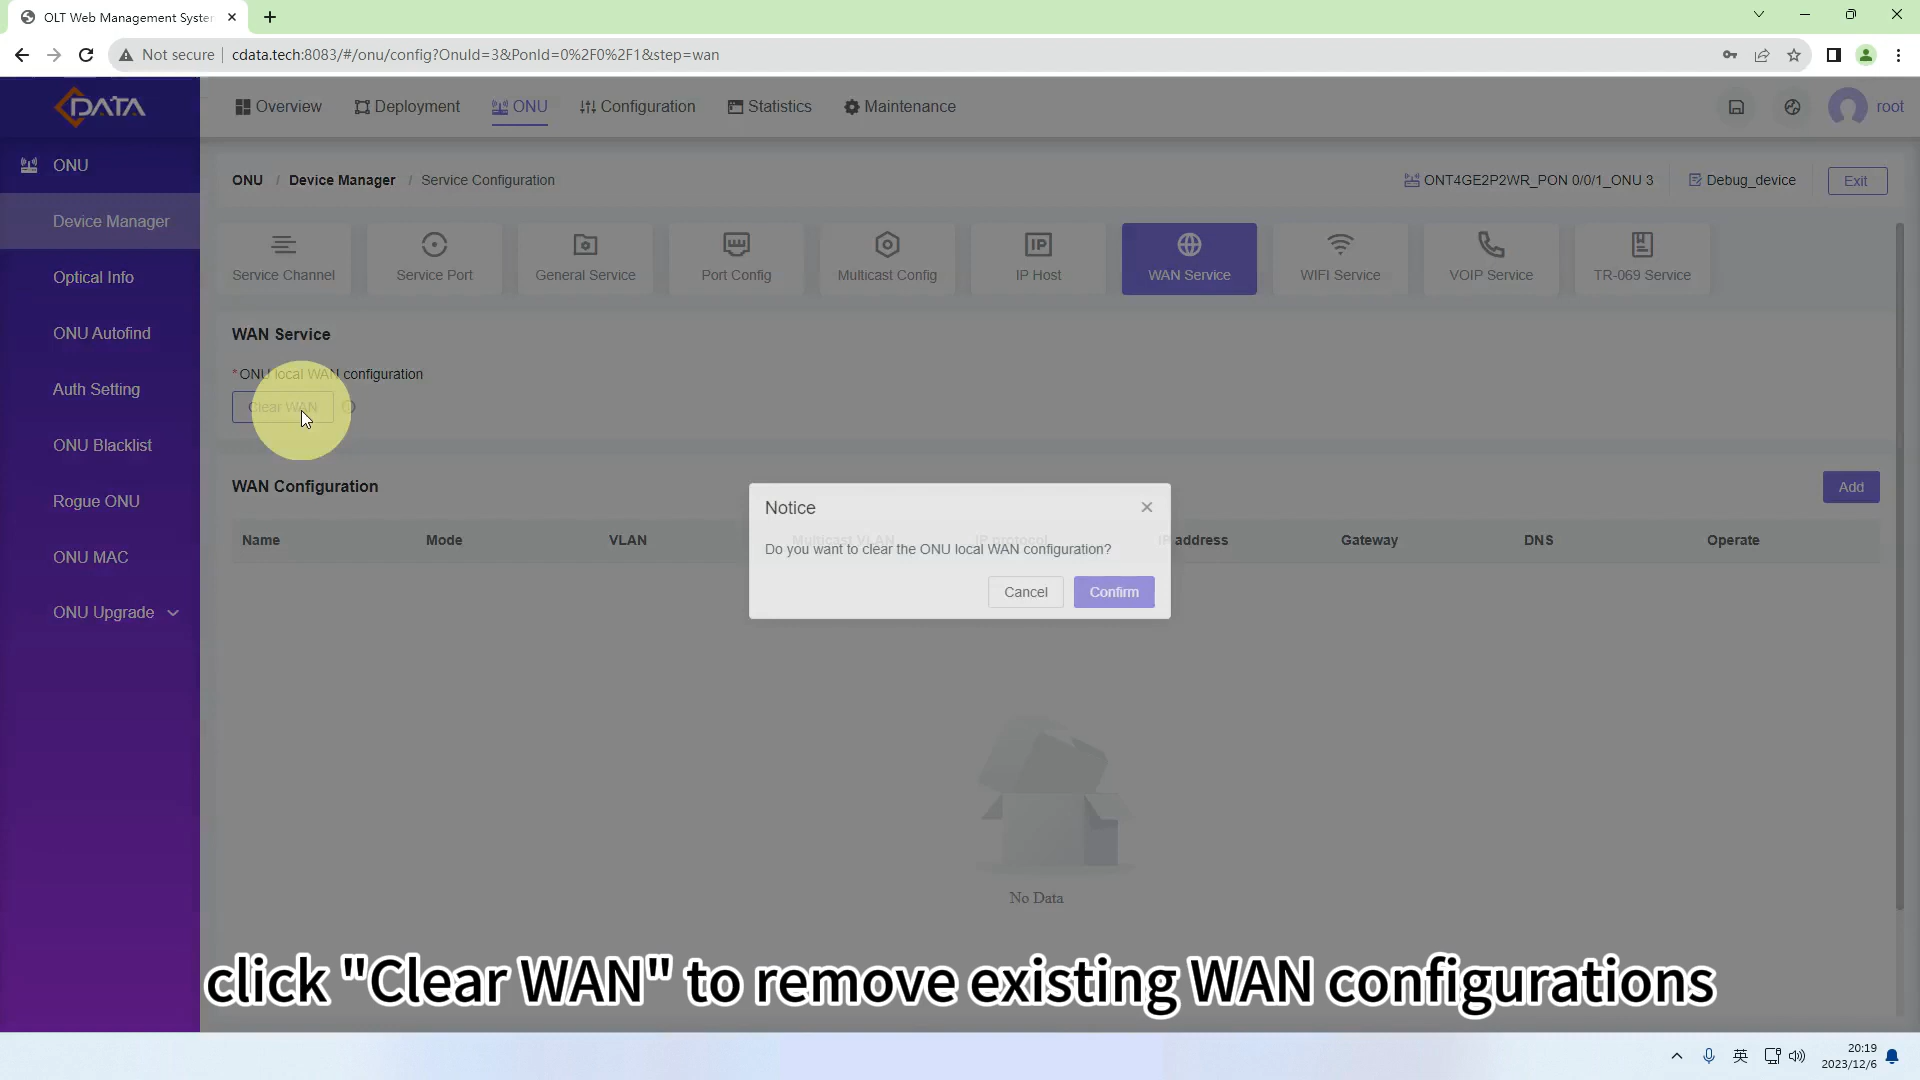 OLT Web Management Syste
Not secure cdata.tech:8083/#/onu/config?OnuId=3&PonId=0%2F0%2F1&step=wan
DATA
Overview Deployment ONU Configuration Statistics Maintenance root
ONU
Device Manager
Optical Info
ONU Autofind
Auth Setting
ONU Blacklist
Rogue ONU
ONU MAC
ONU Upgrade
ONU / Device Manager / Service Configuration ONT4GE2P2WR_PON 0/0/1_ONU 3 Debug_device Exit
Service Channel Service Port General Service Port Config Multicast Config IP Host WAN Service WIFI Service VOIP Service TR-069 Service
WAN Service
*ONU local WAN configuration
Clear WAN
WAN Configuration Add
Name Mode VLAN Multicast VLAN IP protocol IP address Gateway DNS Operate
Notice
Do you want to clear the ONU local WAN configuration?
Cancel Confirm
No Data
click "Clear WAN" to remove existing WAN configurations
英 20:19
2023/12/6